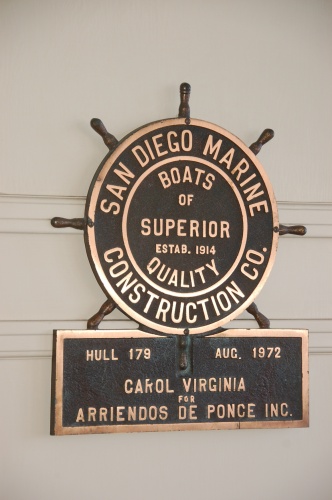 SAN DIEGO MARINE
CONSTRUCTION CO.
BOATS
OF
SUPERIOR
ESTAB. 1914
QUALITY
HULL 179 AUG. 1972
CAROL VIRGINIA
FOR
ARRIENDOS DE PONCE INC.